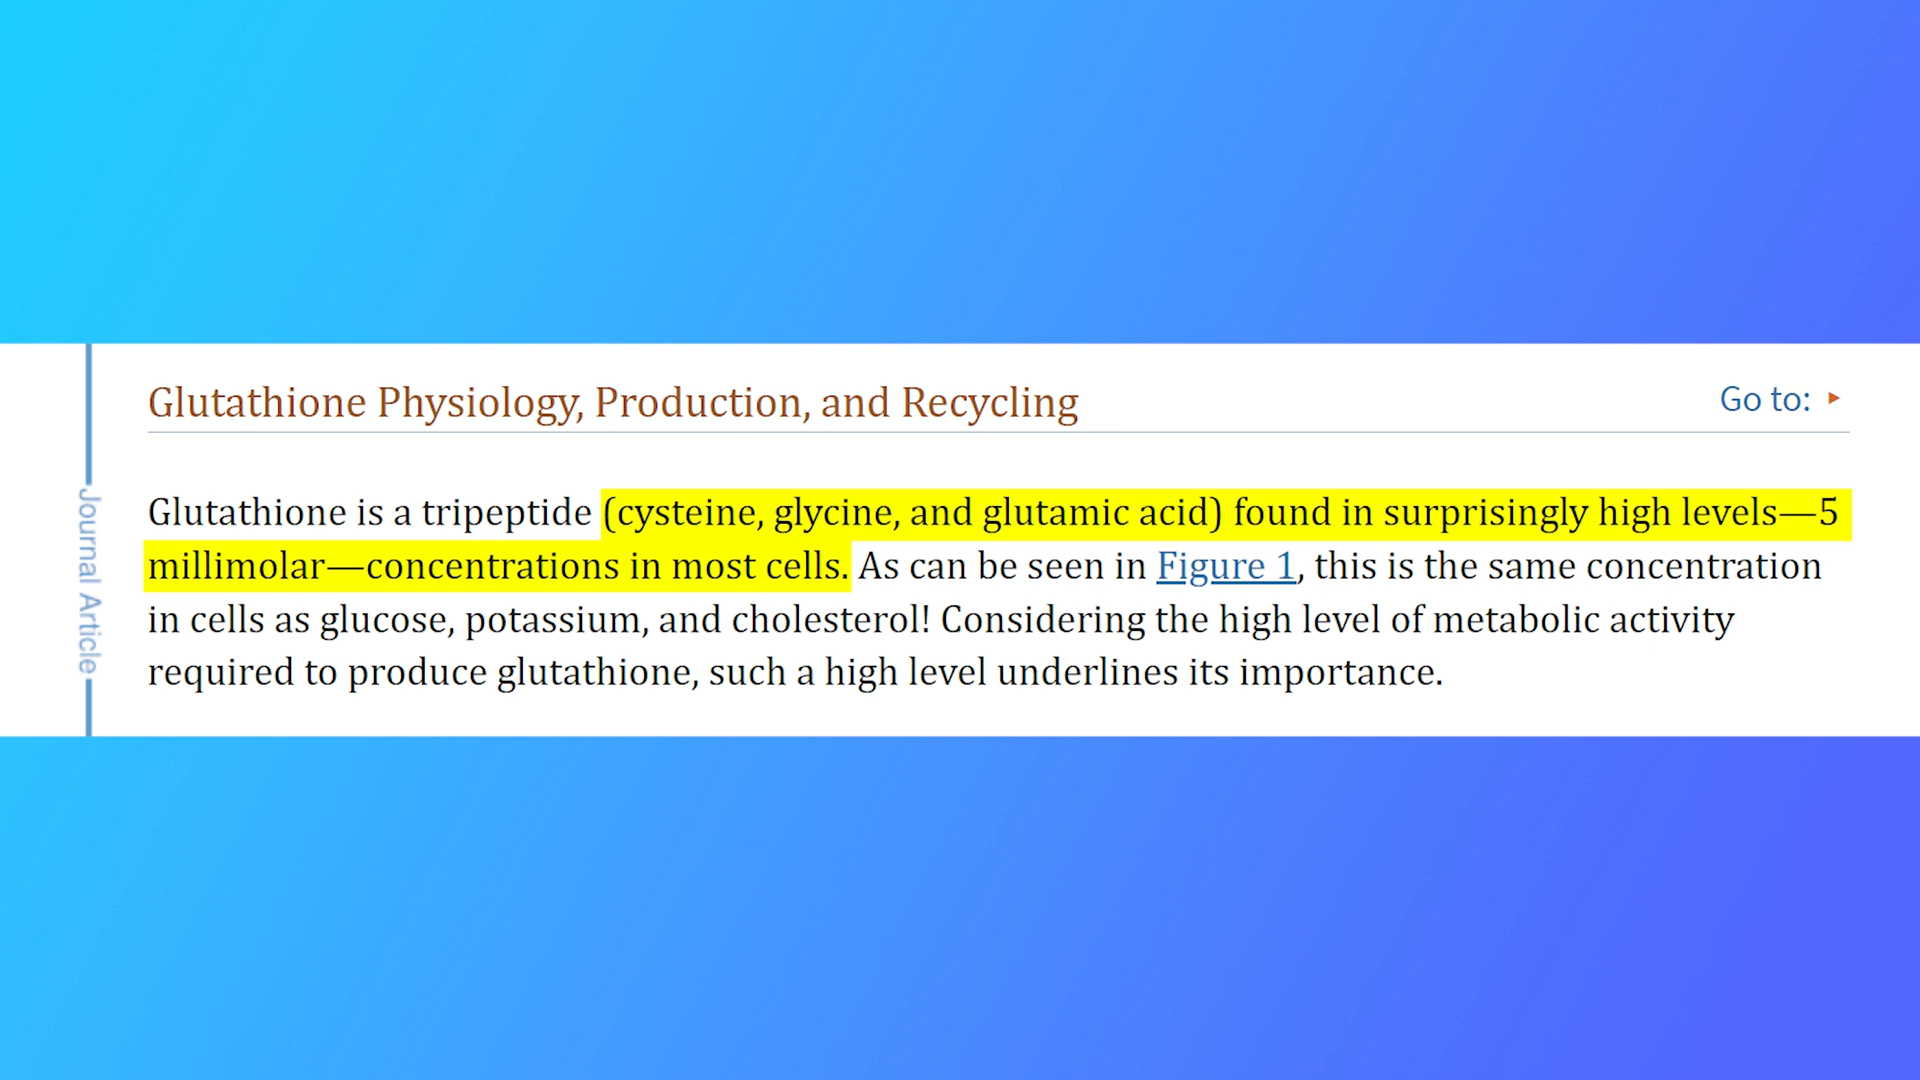 Glutathione Physiology, Production, and Recycling
Go to:
Glutathione is a tripeptide (cysteine, glycine, and glutamic acid) found in surprisingly high levels—5
millimolar—concentrations in most cells. As can be seen in Figure 1, this is the same concentration
in cells as glucose, potassium, and cholesterol! Considering the high level of metabolic activity
required to produce glutathione, such a high level underlines its importance.
Journal Article